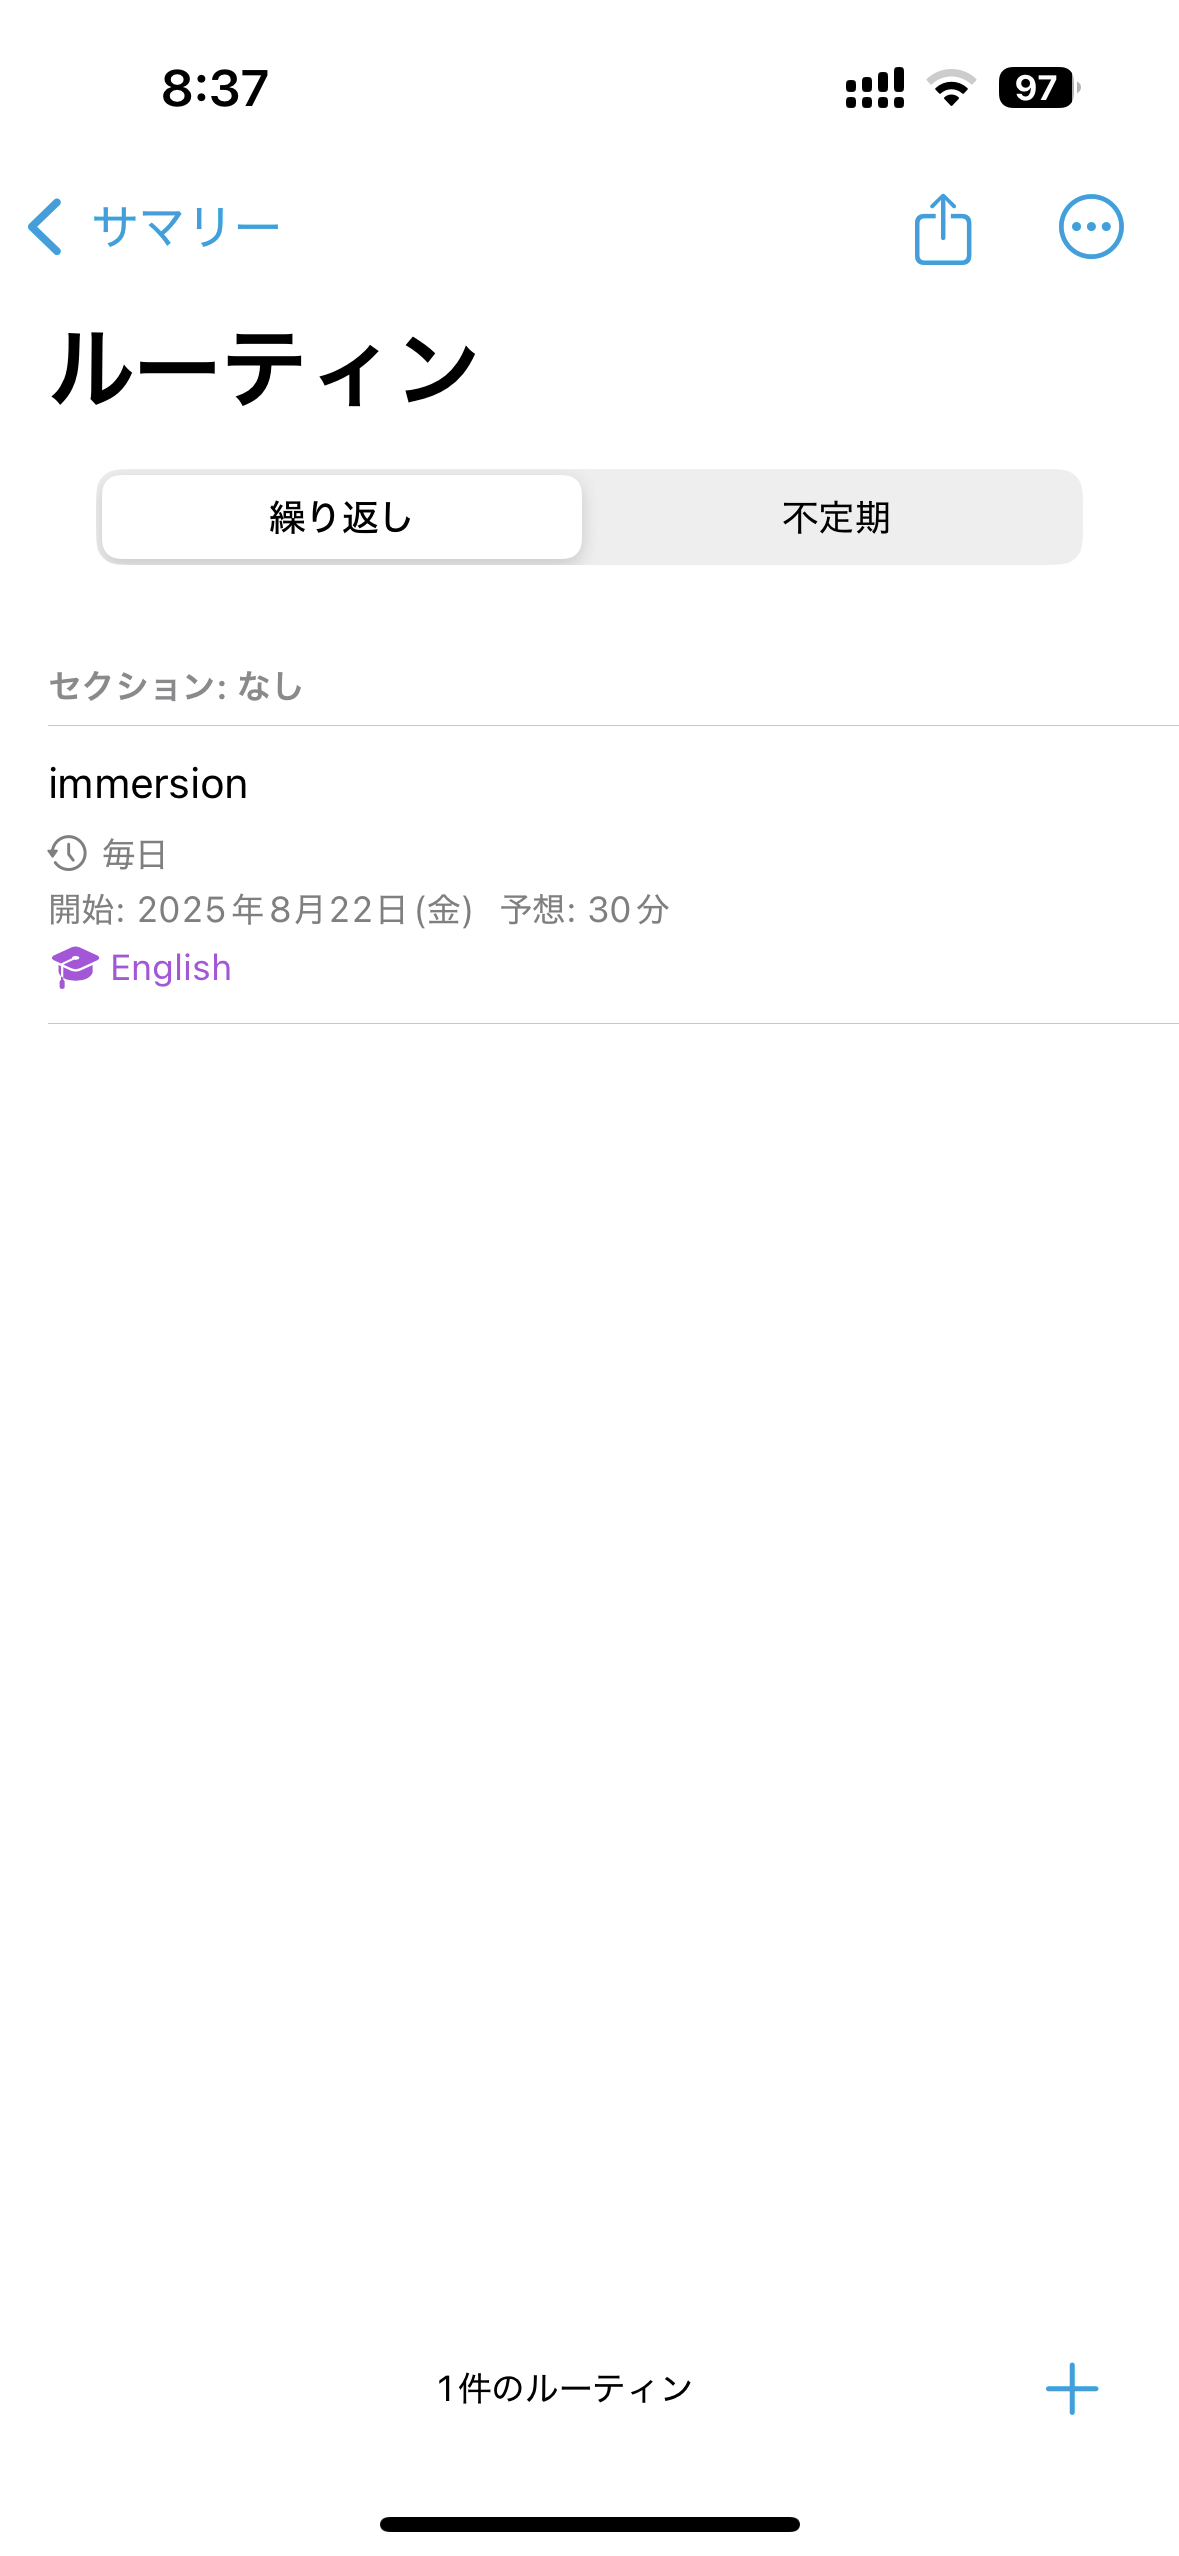 8:37
97
サマリー
ルーティン
繰り返し
不定期
セクション: なし
immersion
毎日
開始: 2025年8月22日(金) 予想: 30分
English
1件のルーティン